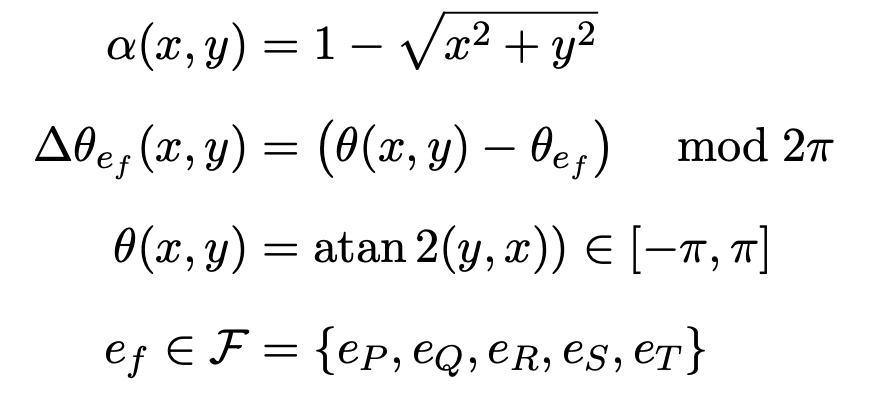 α(x, y) = 1 − √(x² + y²)
Δθ_{e_f}(x, y) = (θ(x, y) − θ_{e_f}) mod 2π
θ(x, y) = atan 2(y, x)) ∈ [−π, π]
e_f ∈ ℱ = {e_P, e_Q, e_R, e_S, e_T}